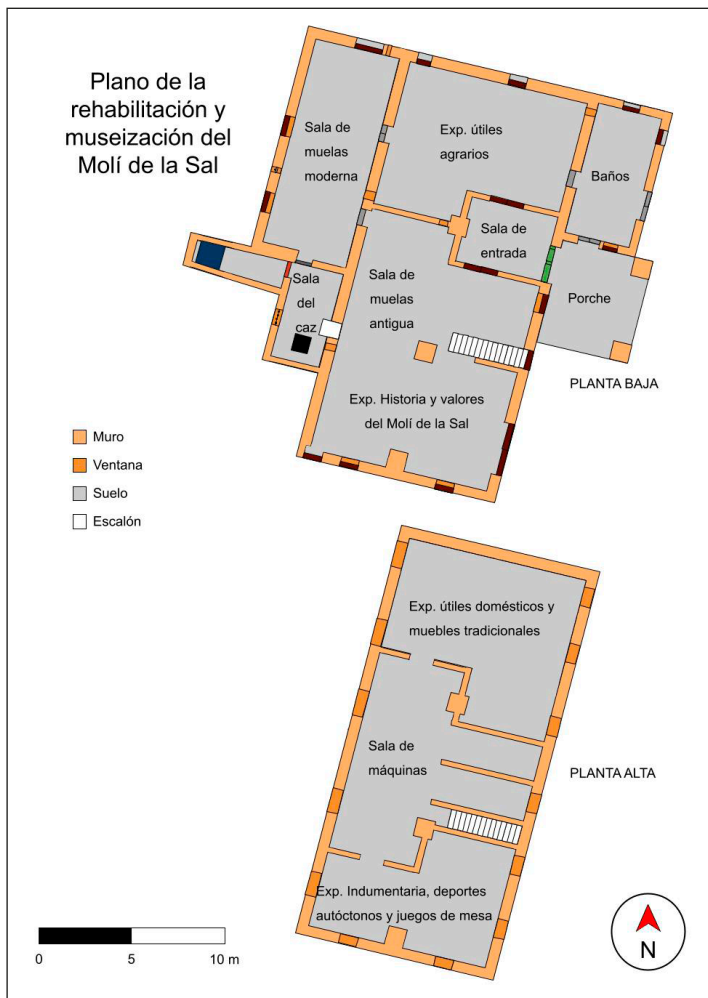 Plano de la
rehabilitación y
museización del
Molí de la Sal
Sala de
muelas
moderna
Exp. útiles
agrarios
Baños
Sala de
entrada
Sala
del
caz
Sala de
muelas
antigua
Porche
PLANTA BAJA
Exp. Historia y valores
del Molí de la Sal
Muro
Ventana
Suelo
Escalón
Exp. útiles domésticos y
muebles tradicionales
Sala de
máquinas
PLANTA ALTA
Exp. Indumentaria, deportes
autóctonos y juegos de mesa
0 5 10 m
N